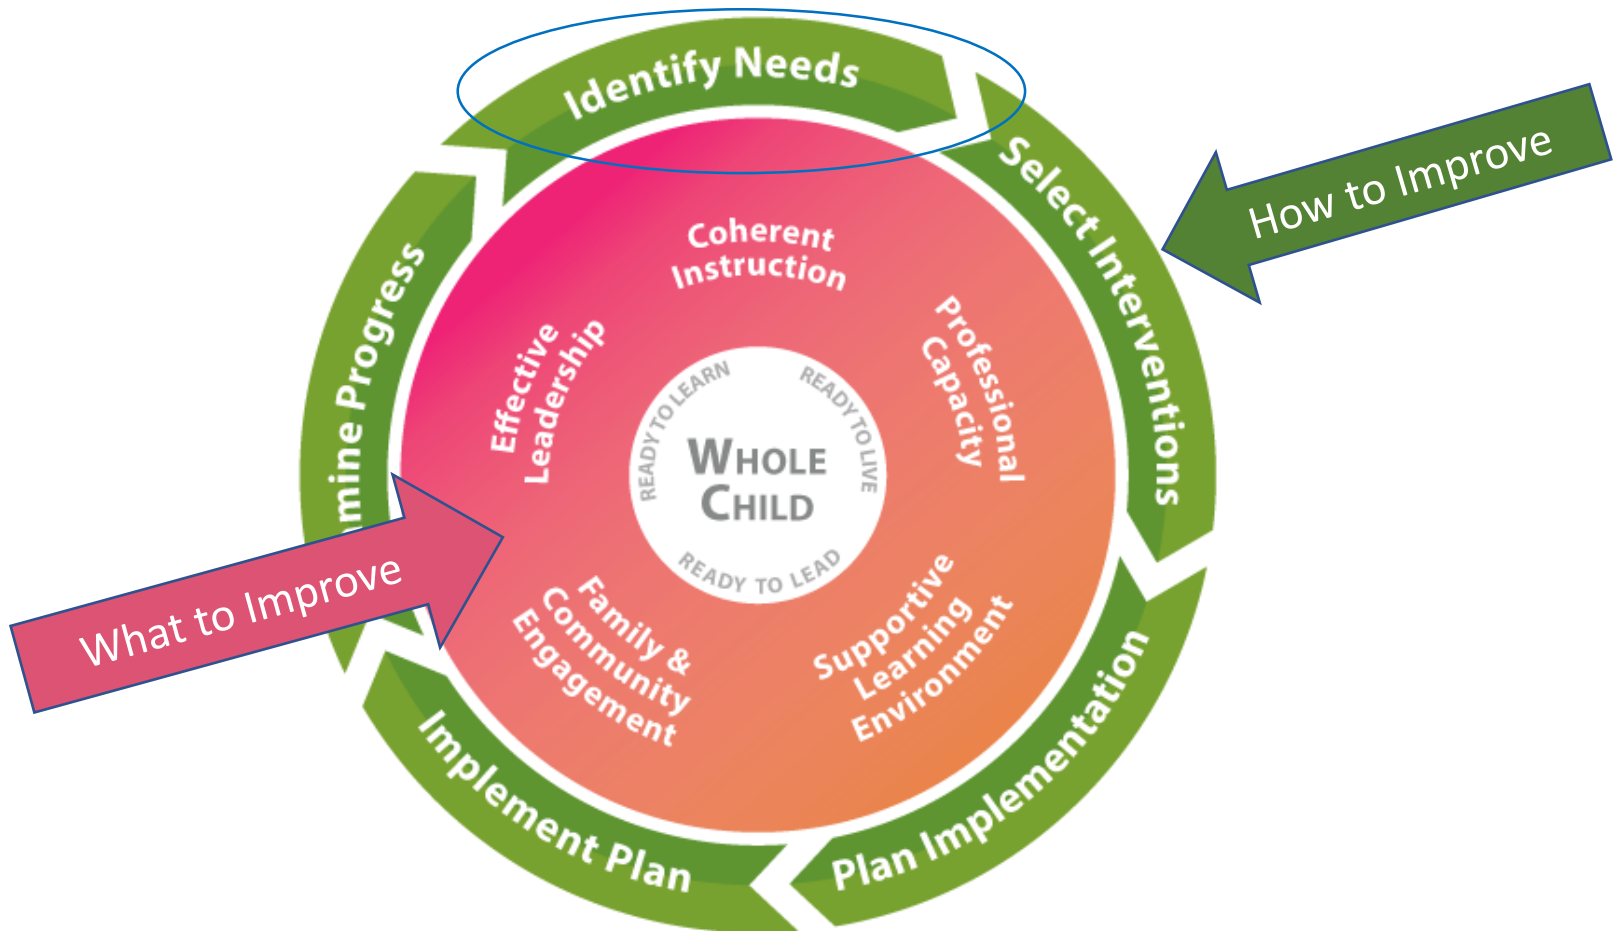 Identify Needs
Select Interventions
How to Improve
Plan Implementation
Implement Plan
mine Progress
What to Improve
Coherent
Instruction
Professional
Capacity
Supportive
Learning
Environment
Family &
Community
Engagement
Effective
Leadership
READY TO LEARN
READY TO LIVE
READY TO LEAD
WHOLE
CHILD